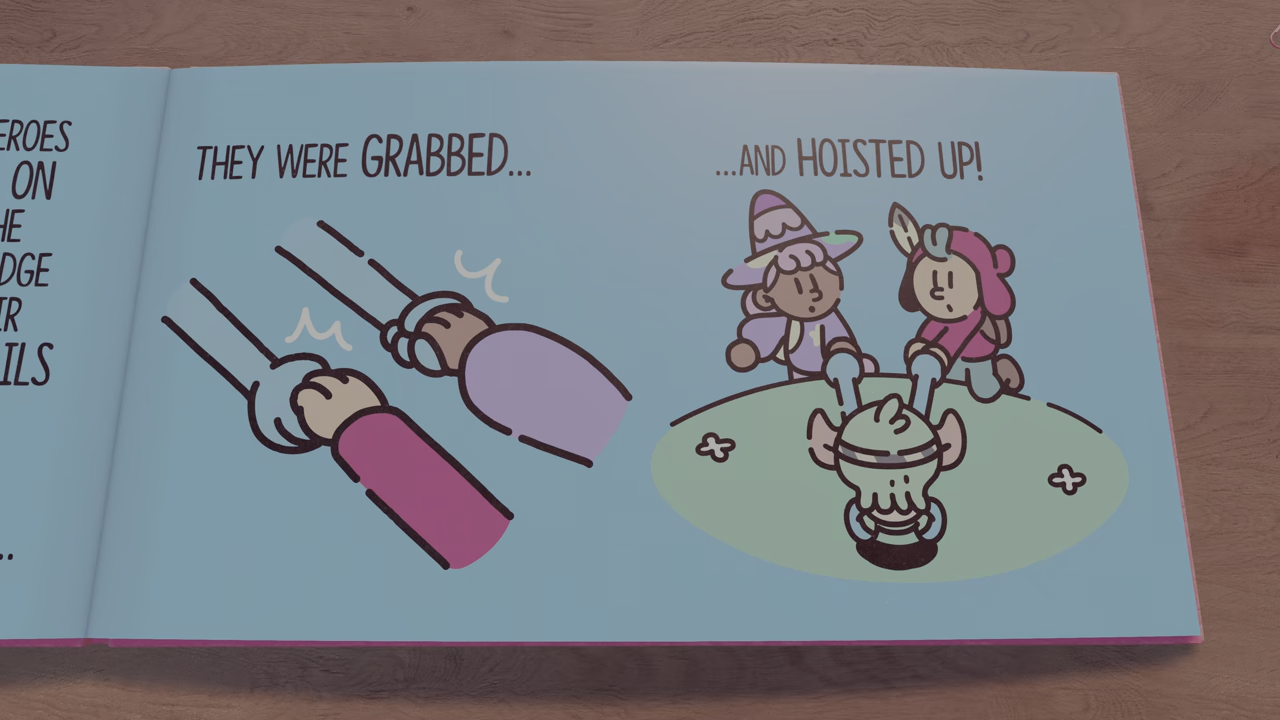 EROES
ON
HE
DGE
IR
ILS
..
THEY WERE GRABBED...
...AND HOISTED UP!